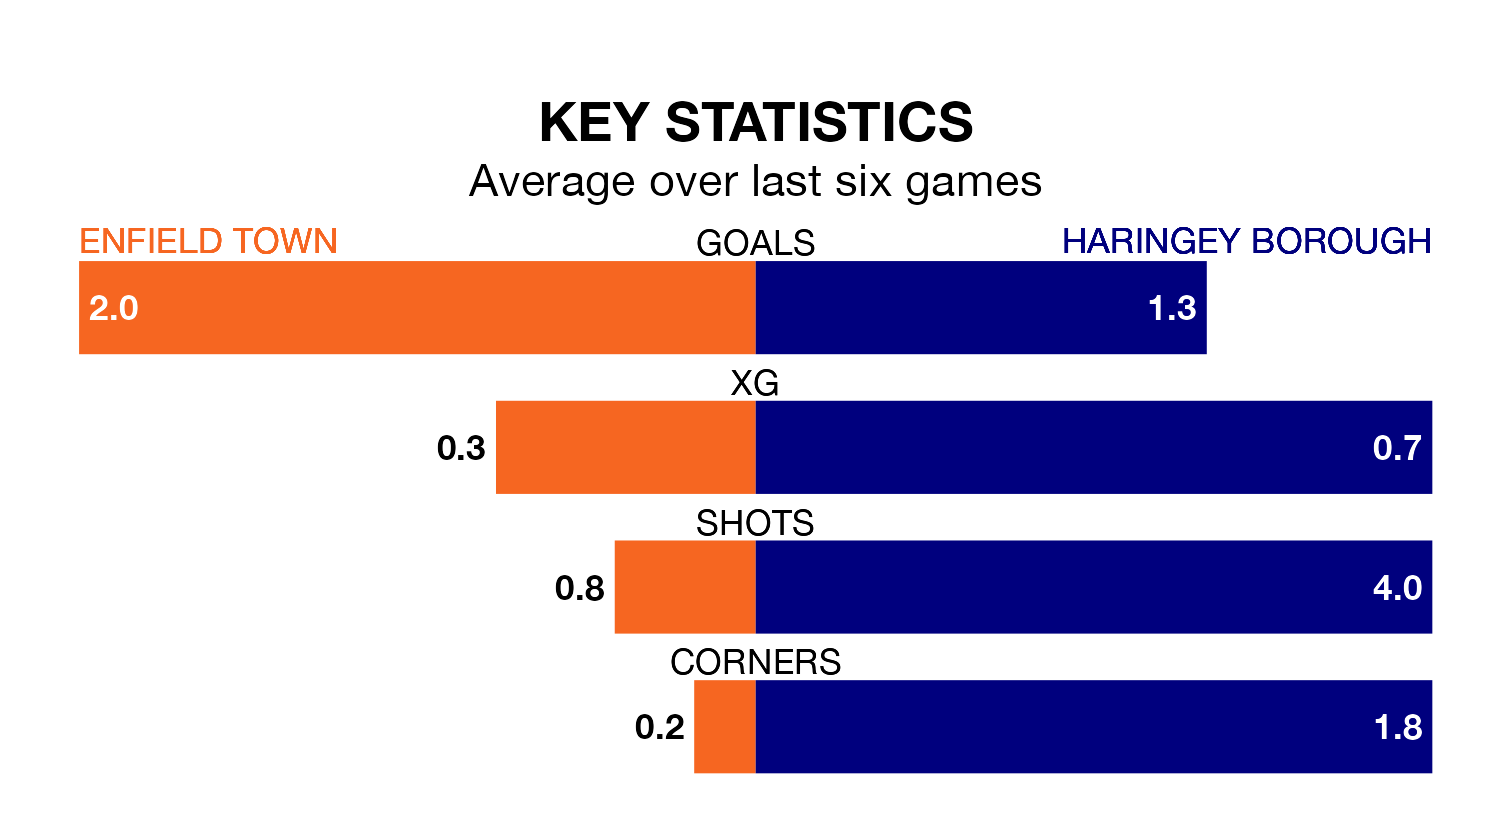 KEY STATISTICS
Average over last six games
ENFIELD TOWN GOALS HARINGEY BOROUGH
2.0 1.3
XG
0.3 0.7
SHOTS
0.8 4.0
CORNERS
0.2 1.8